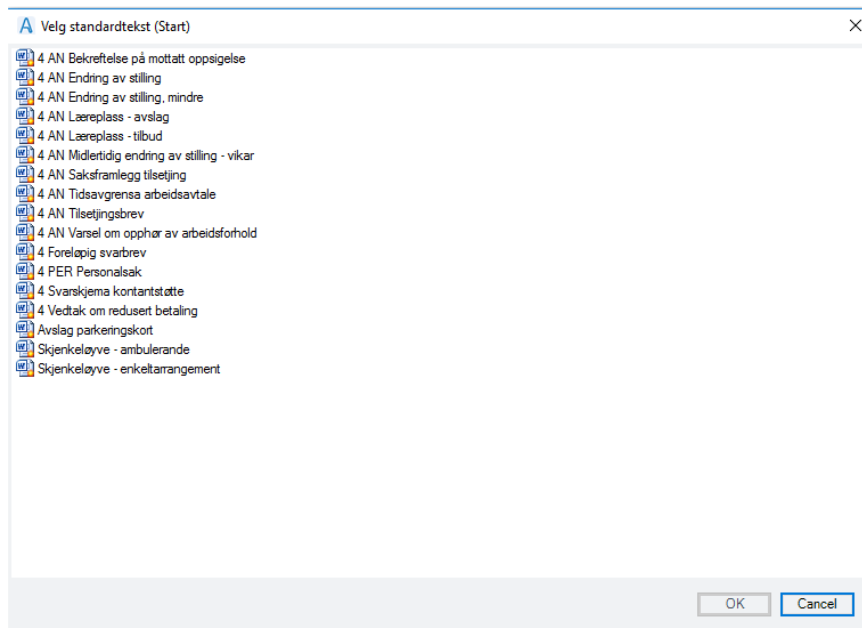 Velg standardtekst (Start)
4 AN Bekreftelse på mottatt oppsigelse
4 AN Endring av stilling
4 AN Endring av stilling, mindre
4 AN Læreplass - avslag
4 AN Læreplass - tilbud
4 AN Midlertidig endring av stilling - vikar
4 AN Saksframlegg tilsetjing
4 AN Tidsavgrensa arbeidsavtale
4 AN Tilsetjingsbrev
4 AN Varsel om opphør av arbeidsforhold
4 Foreløpig svarbrev
4 PER Personalsak
4 Svarskjema kontantstøtte
4 Vedtak om redusert betaling
Avslag parkeringskort
Skjenkeløyve - ambulerande
Skjenkeløyve - enkeltarrangement
OK Cancel